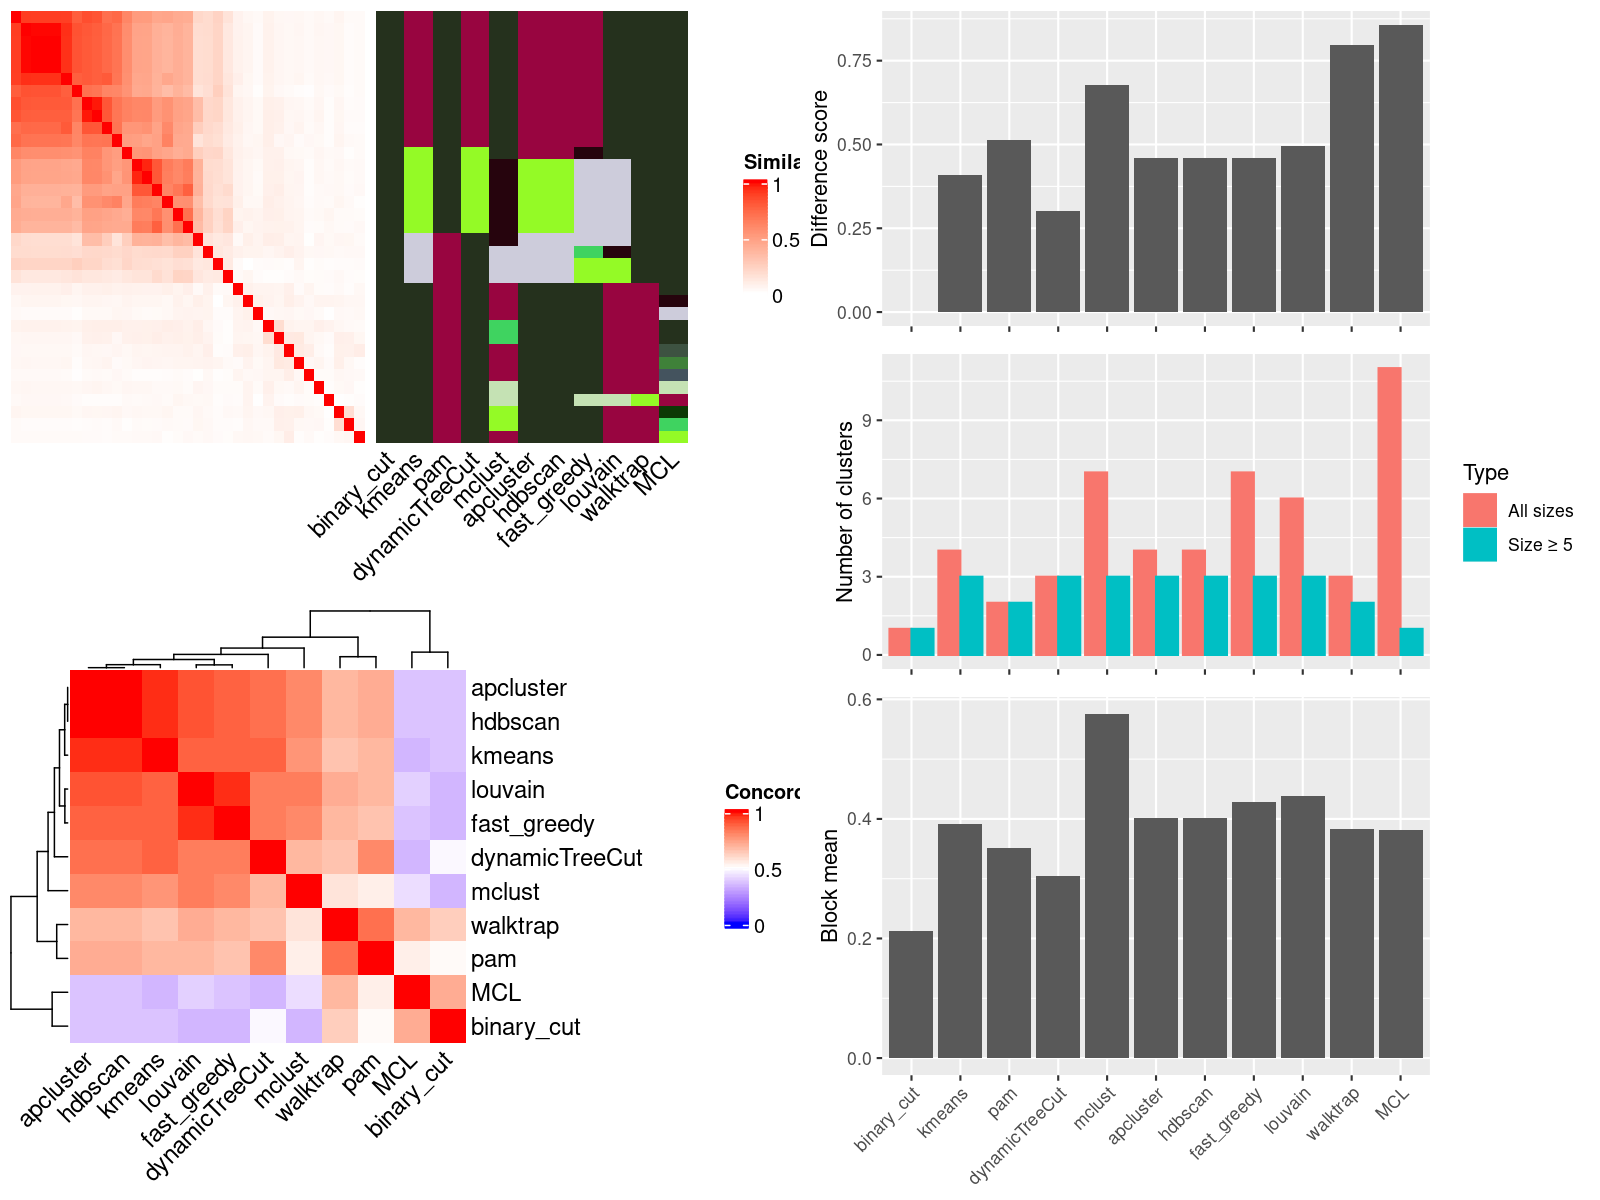 Simila
1
0.5
0
binary_cut
kmeans
pam
dynamicTreeCut
mclust
apcluster
hdbscan
fast_greedy
louvain
walktrap
MCL
apcluster
hdbscan
kmeans
louvain
fast_greedy
dynamicTreeCut
mclust
walktrap
pam
MCL
binary_cut
apcluster
hdbscan
kmeans
louvain
fast_greedy
dynamicTreeCut
mclust
walktrap
pam
MCL
binary_cut
Concord
1
0.5
0
Difference score
0.75
0.50
0.25
0.00
Number of clusters
9
6
3
0
Type
All sizes
Size ≥ 5
Block mean
0.6
0.4
0.2
0.0
binary_cut
kmeans
pam
dynamicTreeCut
mclust
apcluster
hdbscan
fast_greedy
louvain
walktrap
MCL